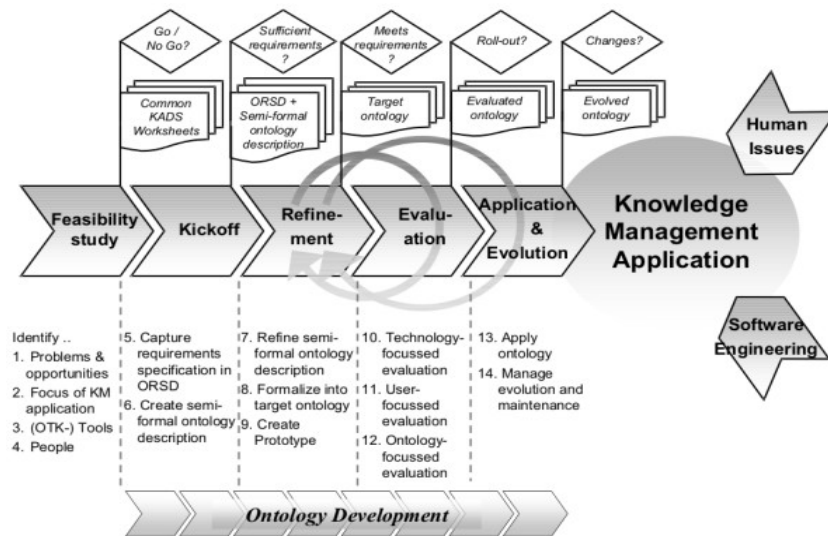 Go /
No Go?
Sufficient
requirements
?
Meets
requirements ?
Roll-out?
Changes?
Common
KADS
Worksheets
ORSD +
Semi-formal
ontology
description
Target
ontology
Evaluated
ontology
Evolved
ontology
Human
Issues
Feasibility
study
Kickoff
Refine-
ment
Evalu-
ation
Application
&
Evolution
Knowledge
Management
Application
Software
Engineering
Identify ..
1. Problems &
opportunities
2. Focus of KM
application
3. (OTK-) Tools
4. People
5. Capture
requirements
specification in
ORSD
6. Create semi-
formal ontology
description
7. Refine semi-
formal ontology
description
8. Formalize into
target ontology
9. Create
Prototype
10. Technology-
focussed
evaluation
11. User-
focussed
evaluation
12. Ontology-
focussed
evaluation
13. Apply
ontology
14. Manage
evolution and
maintenance
Ontology Development